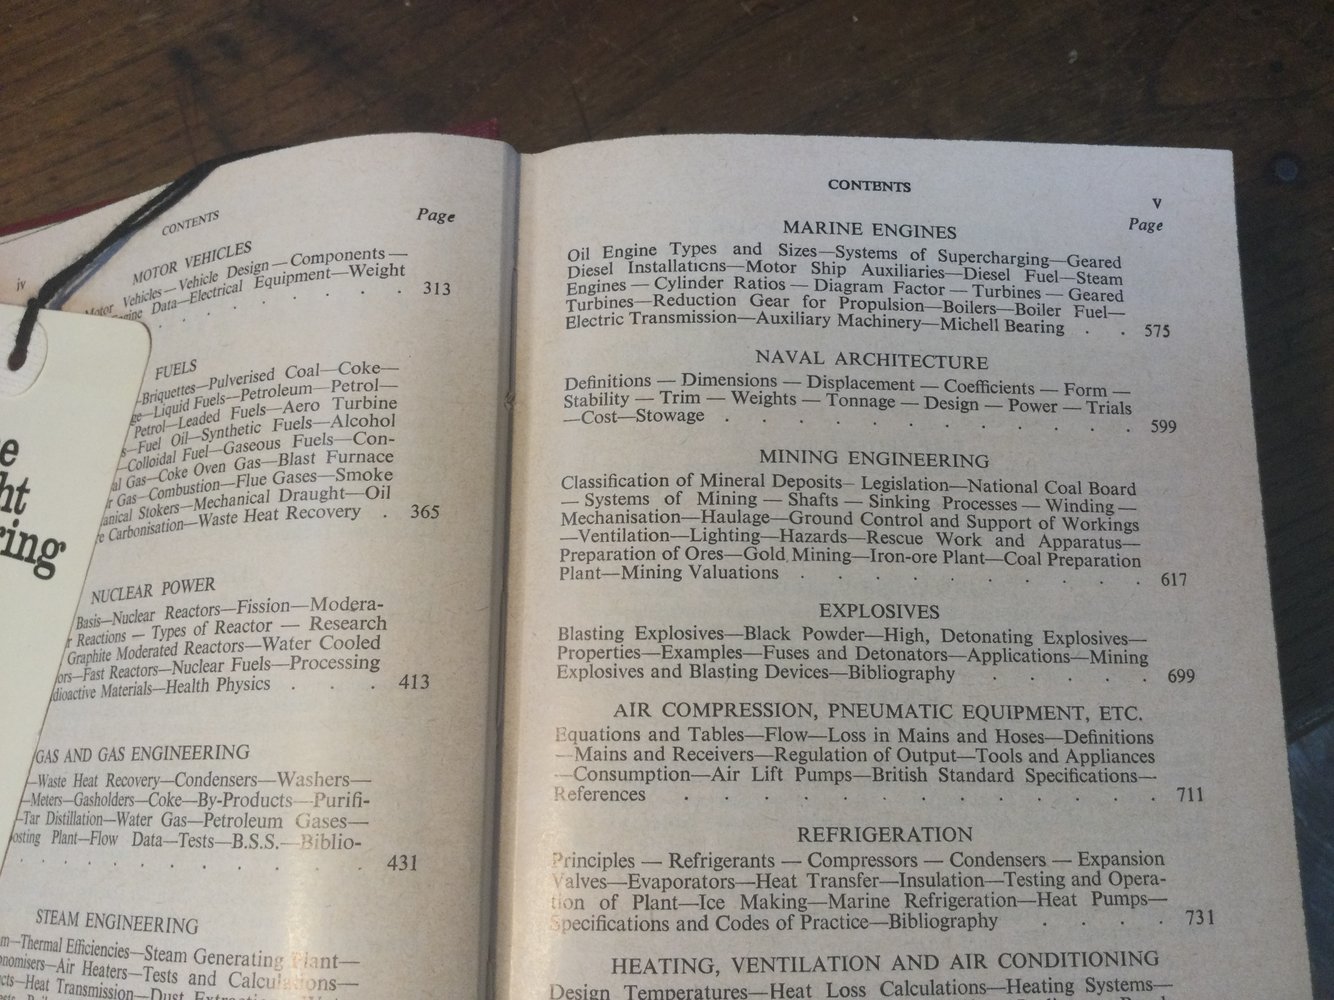 iv
CONTENTS
Page
MOTOR VEHICLES
Motor Vehicles—Vehicle Design—Components—
Data—Electrical Equipment—Weight
. . . . . . . 313
FUELS
—Briquettes—Pulverised Coal—Coke—
—Liquid Fuels—Petroleum—Petrol—
Petrol—Leaded Fuels—Aero Turbine
—Fuel Oil—Synthetic Fuels—Alcohol
—Colloidal Fuel—Gaseous Fuels—Con-
Gas—Coke Oven Gas—Blast Furnace
Gas—Combustion—Flue Gases—Smoke
Stokers—Mechanical Draught—Oil
Carbonisation—Waste Heat Recovery . 365
NUCLEAR POWER
Basis—Nuclear Reactors—Fission—Modera-
Reactions — Types of Reactor — Research
Graphite Moderated Reactors—Water Cooled
—Fast Reactors—Nuclear Fuels—Processing
Materials—Health Physics . . . 413
GAS AND GAS ENGINEERING
—Waste Heat Recovery—Condensers—Washers—
—Meters—Gasholders—Coke—By-Products—Purifi-
—Tar Distillation—Water Gas—Petroleum Gases—
Plant—Flow Data—Tests—B.S.S.—Biblio-
. . . . . . . . . . 431
STEAM ENGINEERING
—Thermal Efficiencies—Steam Generating Plant—
—Air Heaters—Tests and Calculations—
—Heat Transmission—Dust
ring
CONTENTS
v
Page
MARINE ENGINES
Oil Engine Types and Sizes—Systems of Supercharging—Geared
Diesel Installations—Motor Ship Auxiliaries—Diesel Fuel—Steam
Engines — Cylinder Ratios — Diagram Factor — Turbines — Geared
Turbines—Reduction Gear for Propulsion—Boilers—Boiler Fuel—
Electric Transmission—Auxiliary Machinery—Michell Bearing . . 575
NAVAL ARCHITECTURE
Definitions — Dimensions — Displacement — Coefficients — Form —
Stability — Trim — Weights — Tonnage — Design — Power — Trials
—Cost—Stowage . . . . . . . . . . . 599
MINING ENGINEERING
Classification of Mineral Deposits—Legislation—National Coal Board
— Systems of Mining — Shafts — Sinking Processes — Winding —
Mechanisation—Haulage—Ground Control and Support of Workings
—Ventilation—Lighting—Hazards—Rescue Work and Apparatus—
Preparation of Ores—Gold Mining—Iron-ore Plant—Coal Preparation
Plant—Mining Valuations . . . . . . . . . . 617
EXPLOSIVES
Blasting Explosives—Black Powder—High, Detonating Explosives—
Properties—Examples—Fuses and Detonators—Applications—Mining
Explosives and Blasting Devices—Bibliography . . . . . 699
AIR COMPRESSION, PNEUMATIC EQUIPMENT, ETC.
Equations and Tables—Flow—Loss in Mains and Hoses—Definitions
—Mains and Receivers—Regulation of Output—Tools and Appliances
—Consumption—Air Lift Pumps—British Standard Specifications—
References . . . . . . . . . . . . . 711
REFRIGERATION
Principles — Refrigerants — Compressors — Condensers — Expansion
Valves—Evaporators—Heat Transfer—Insulation—Testing and Opera-
tion of Plant—Ice Making—Marine Refrigeration—Heat Pumps—
Specifications and Codes of Practice—Bibliography . . . . 731
HEATING, VENTILATION AND AIR CONDITIONING
Design Temperatures—Heat Loss Calculations—Heating Systems—